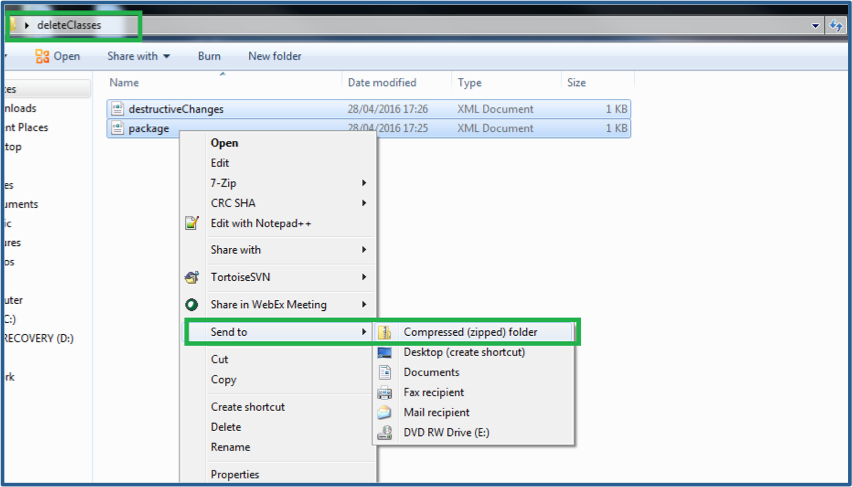 deleteClasses
Open Share with Burn New folder
Name Date modified Type Size
destructiveChanges 28/04/2016 17:26 XML Document 1 KB
package 28/04/2016 17:25 XML Document 1 KB
tes
nloads
ent Places
top
es
uments
ic
ures
os
uter
C:)
RECOVERY (D:)
rk
Open
Edit
7-Zip
CRC SHA
Edit with Notepad++
Share with
TortoiseSVN
Share in WebEx Meeting
Send to
Cut
Copy
Create shortcut
Delete
Rename
Properties
Compressed (zipped) folder
Desktop (create shortcut)
Documents
Fax recipient
Mail recipient
DVD RW Drive (E:)